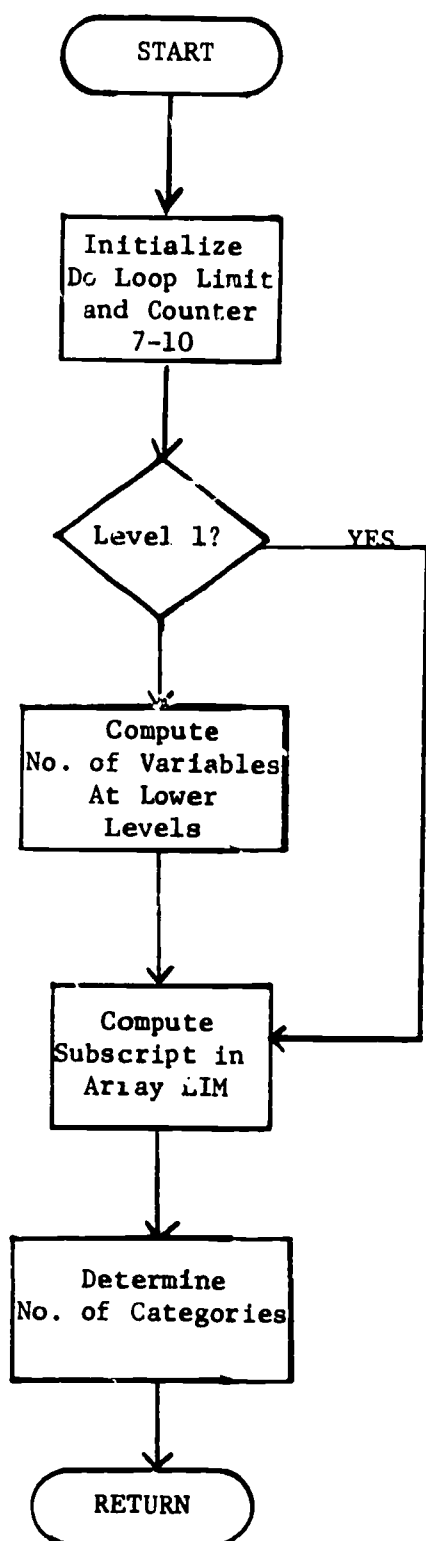 START
Initialize
Do Loop Limit
and Counter
7-10
Level 1?
YES
Compute
No. of Variables
At Lower
Levels
Compute
Subscript in
Array LIM
Determine
No. of Categories
RETURN